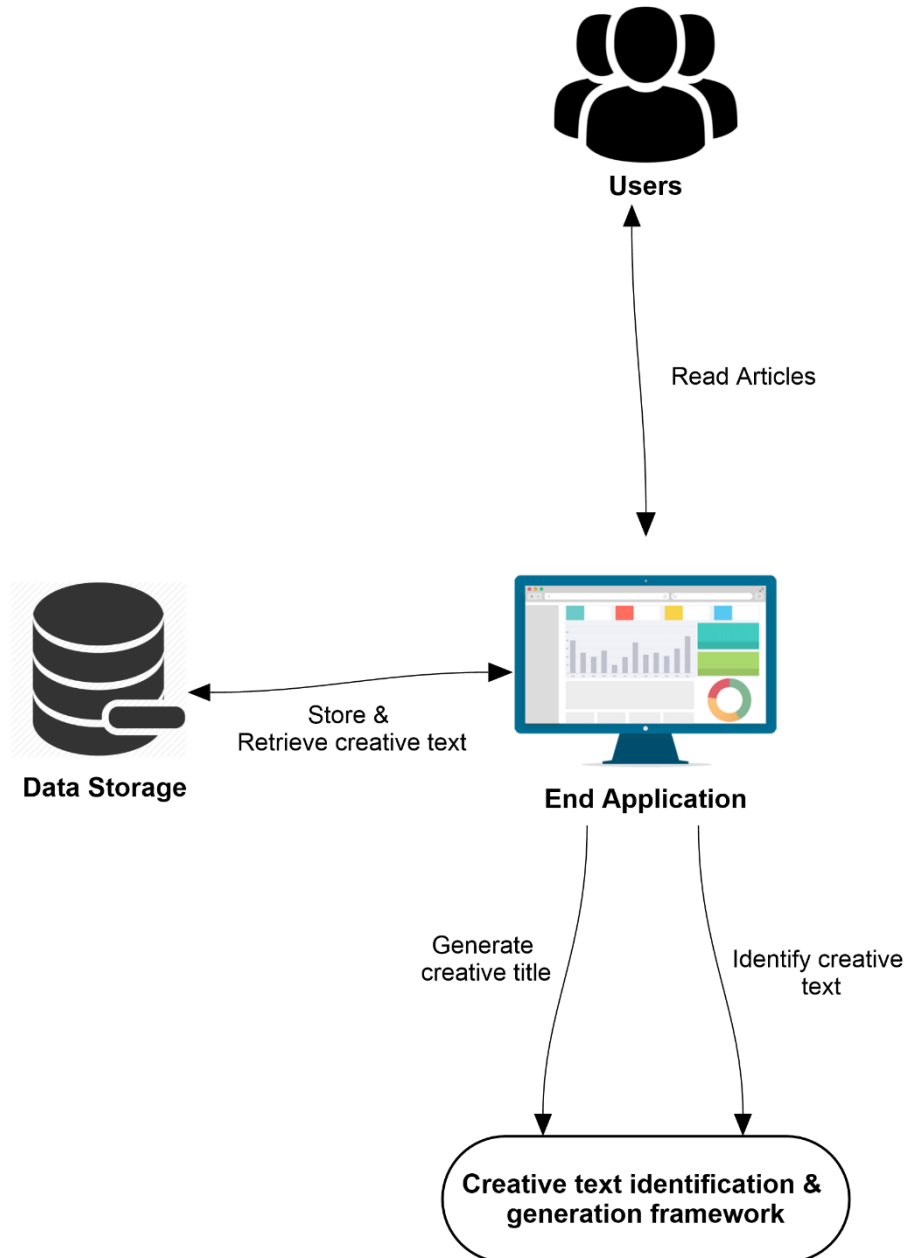 Users
Read Articles
Store &
Retrieve creative text
Data Storage
End Application
Generate
creative title
Identify creative
text
Creative text identification &
generation framework